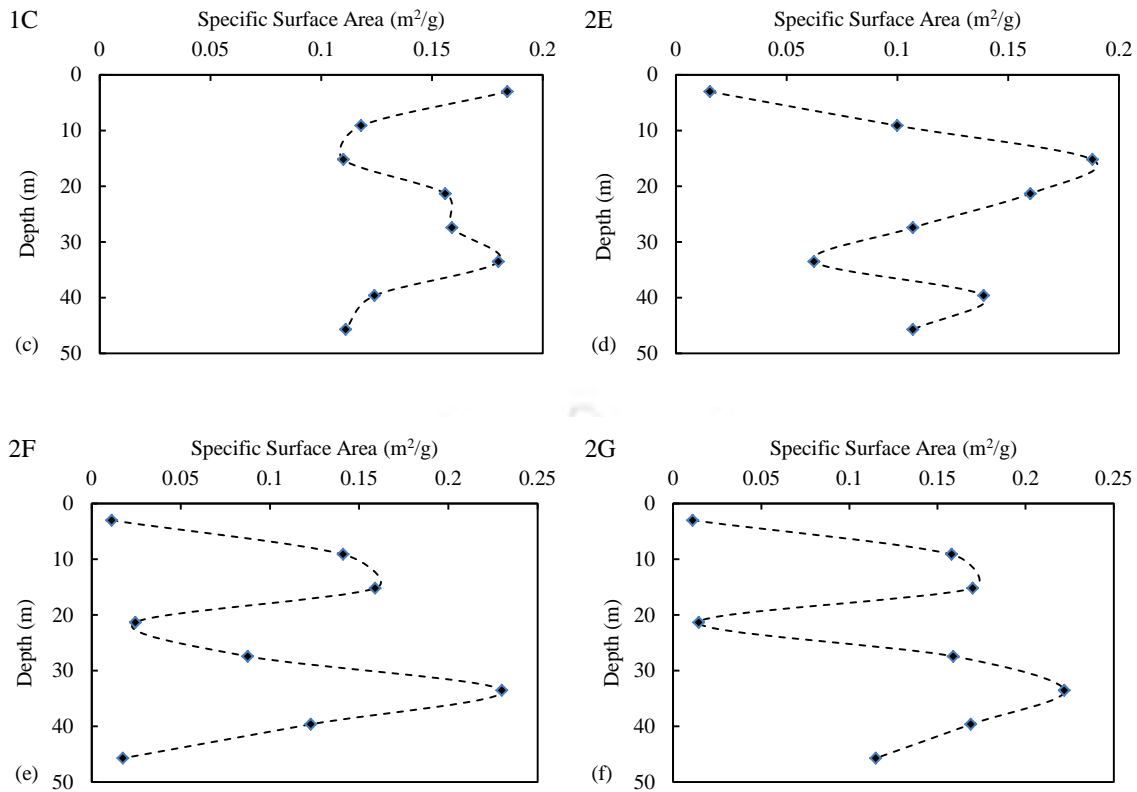 1C
Specific Surface Area (m²/g)
0 0.05 0.1 0.15 0.2
0
10
20
30
40
50
Depth (m)
(c)
2E
Specific Surface Area (m²/g)
0 0.05 0.1 0.15 0.2
0
10
20
30
40
50
Depth (m)
(d)
2F
Specific Surface Area (m²/g)
0 0.05 0.1 0.15 0.2 0.25
0
10
20
30
40
50
Depth (m)
(e)
2G
Specific Surface Area (m²/g)
0 0.05 0.1 0.15 0.2 0.25
0
10
20
30
40
50
Depth (m)
(f)